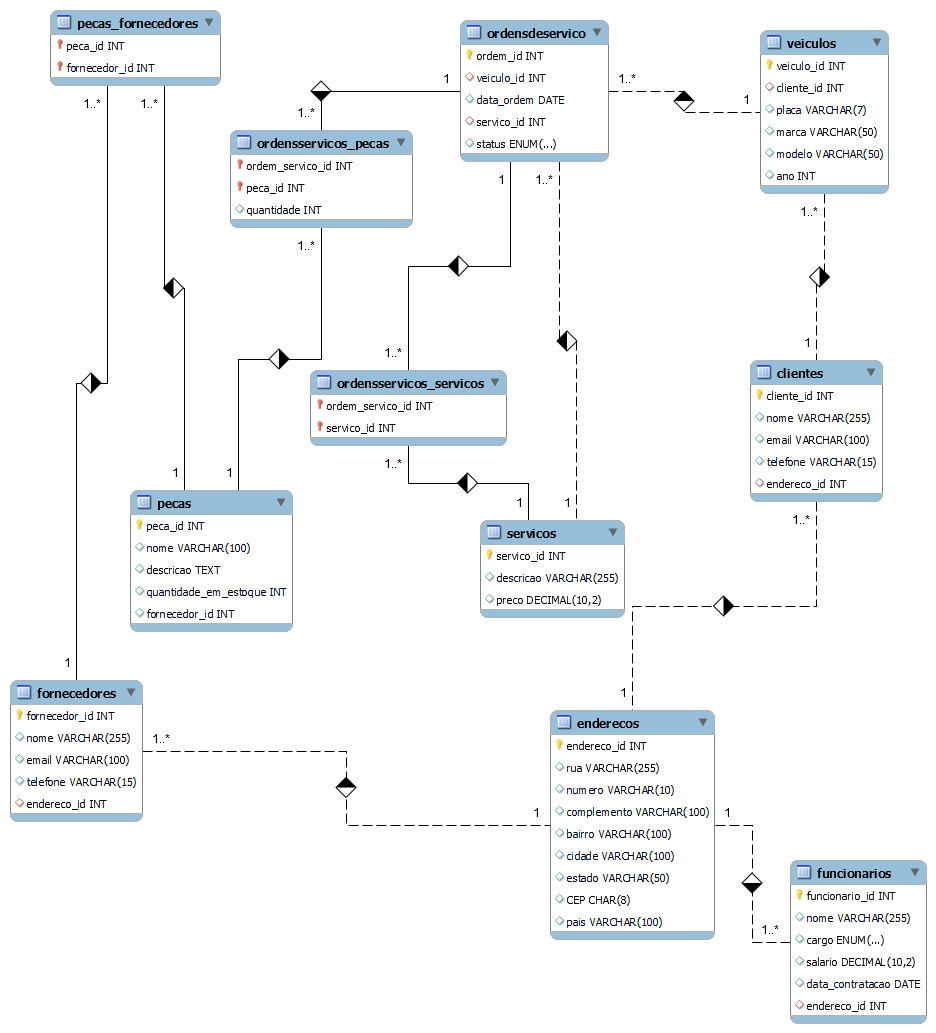 pecas_fornecedores
peca_id INT
fornecedor_id INT
1..*
1..*
ordensdeservico
ordem_id INT
veiculo_id INT
data_ordem DATE
servico_id INT
status ENUM(...)
1
1..*
1
1..*
1..*
1
veiculos
veiculo_id INT
cliente_id INT
placa VARCHAR(7)
marca VARCHAR(50)
modelo VARCHAR(50)
ano INT
1..*
1
ordensservicos_pecas
ordem_servico_id INT
peca_id INT
quantidade INT
1..*
1..*
ordensservicos_servicos
ordem_servico_id INT
servico_id INT
1..*
clientes
cliente_id INT
nome VARCHAR(255)
email VARCHAR(100)
telefone VARCHAR(15)
endereco_id INT
1..*
1
1
pecas
peca_id INT
nome VARCHAR(100)
descricao TEXT
quantidade_em_estoque INT
fornecedor_id INT
1
1
servicos
servico_id INT
descricao VARCHAR(255)
preco DECIMAL(10,2)
1
fornecedores
fornecedor_id INT
nome VARCHAR(255)
email VARCHAR(100)
telefone VARCHAR(15)
endereco_id INT
1..*
1
1
enderecos
endereco_id INT
rua VARCHAR(255)
numero VARCHAR(10)
complemento VARCHAR(100)
bairro VARCHAR(100)
cidade VARCHAR(100)
estado VARCHAR(50)
CEP CHAR(8)
pais VARCHAR(100)
1
1..*
funcionarios
funcionario_id INT
nome VARCHAR(255)
cargo ENUM(...)
salario DECIMAL(10,2)
data_contratacao DATE
endereco_id INT